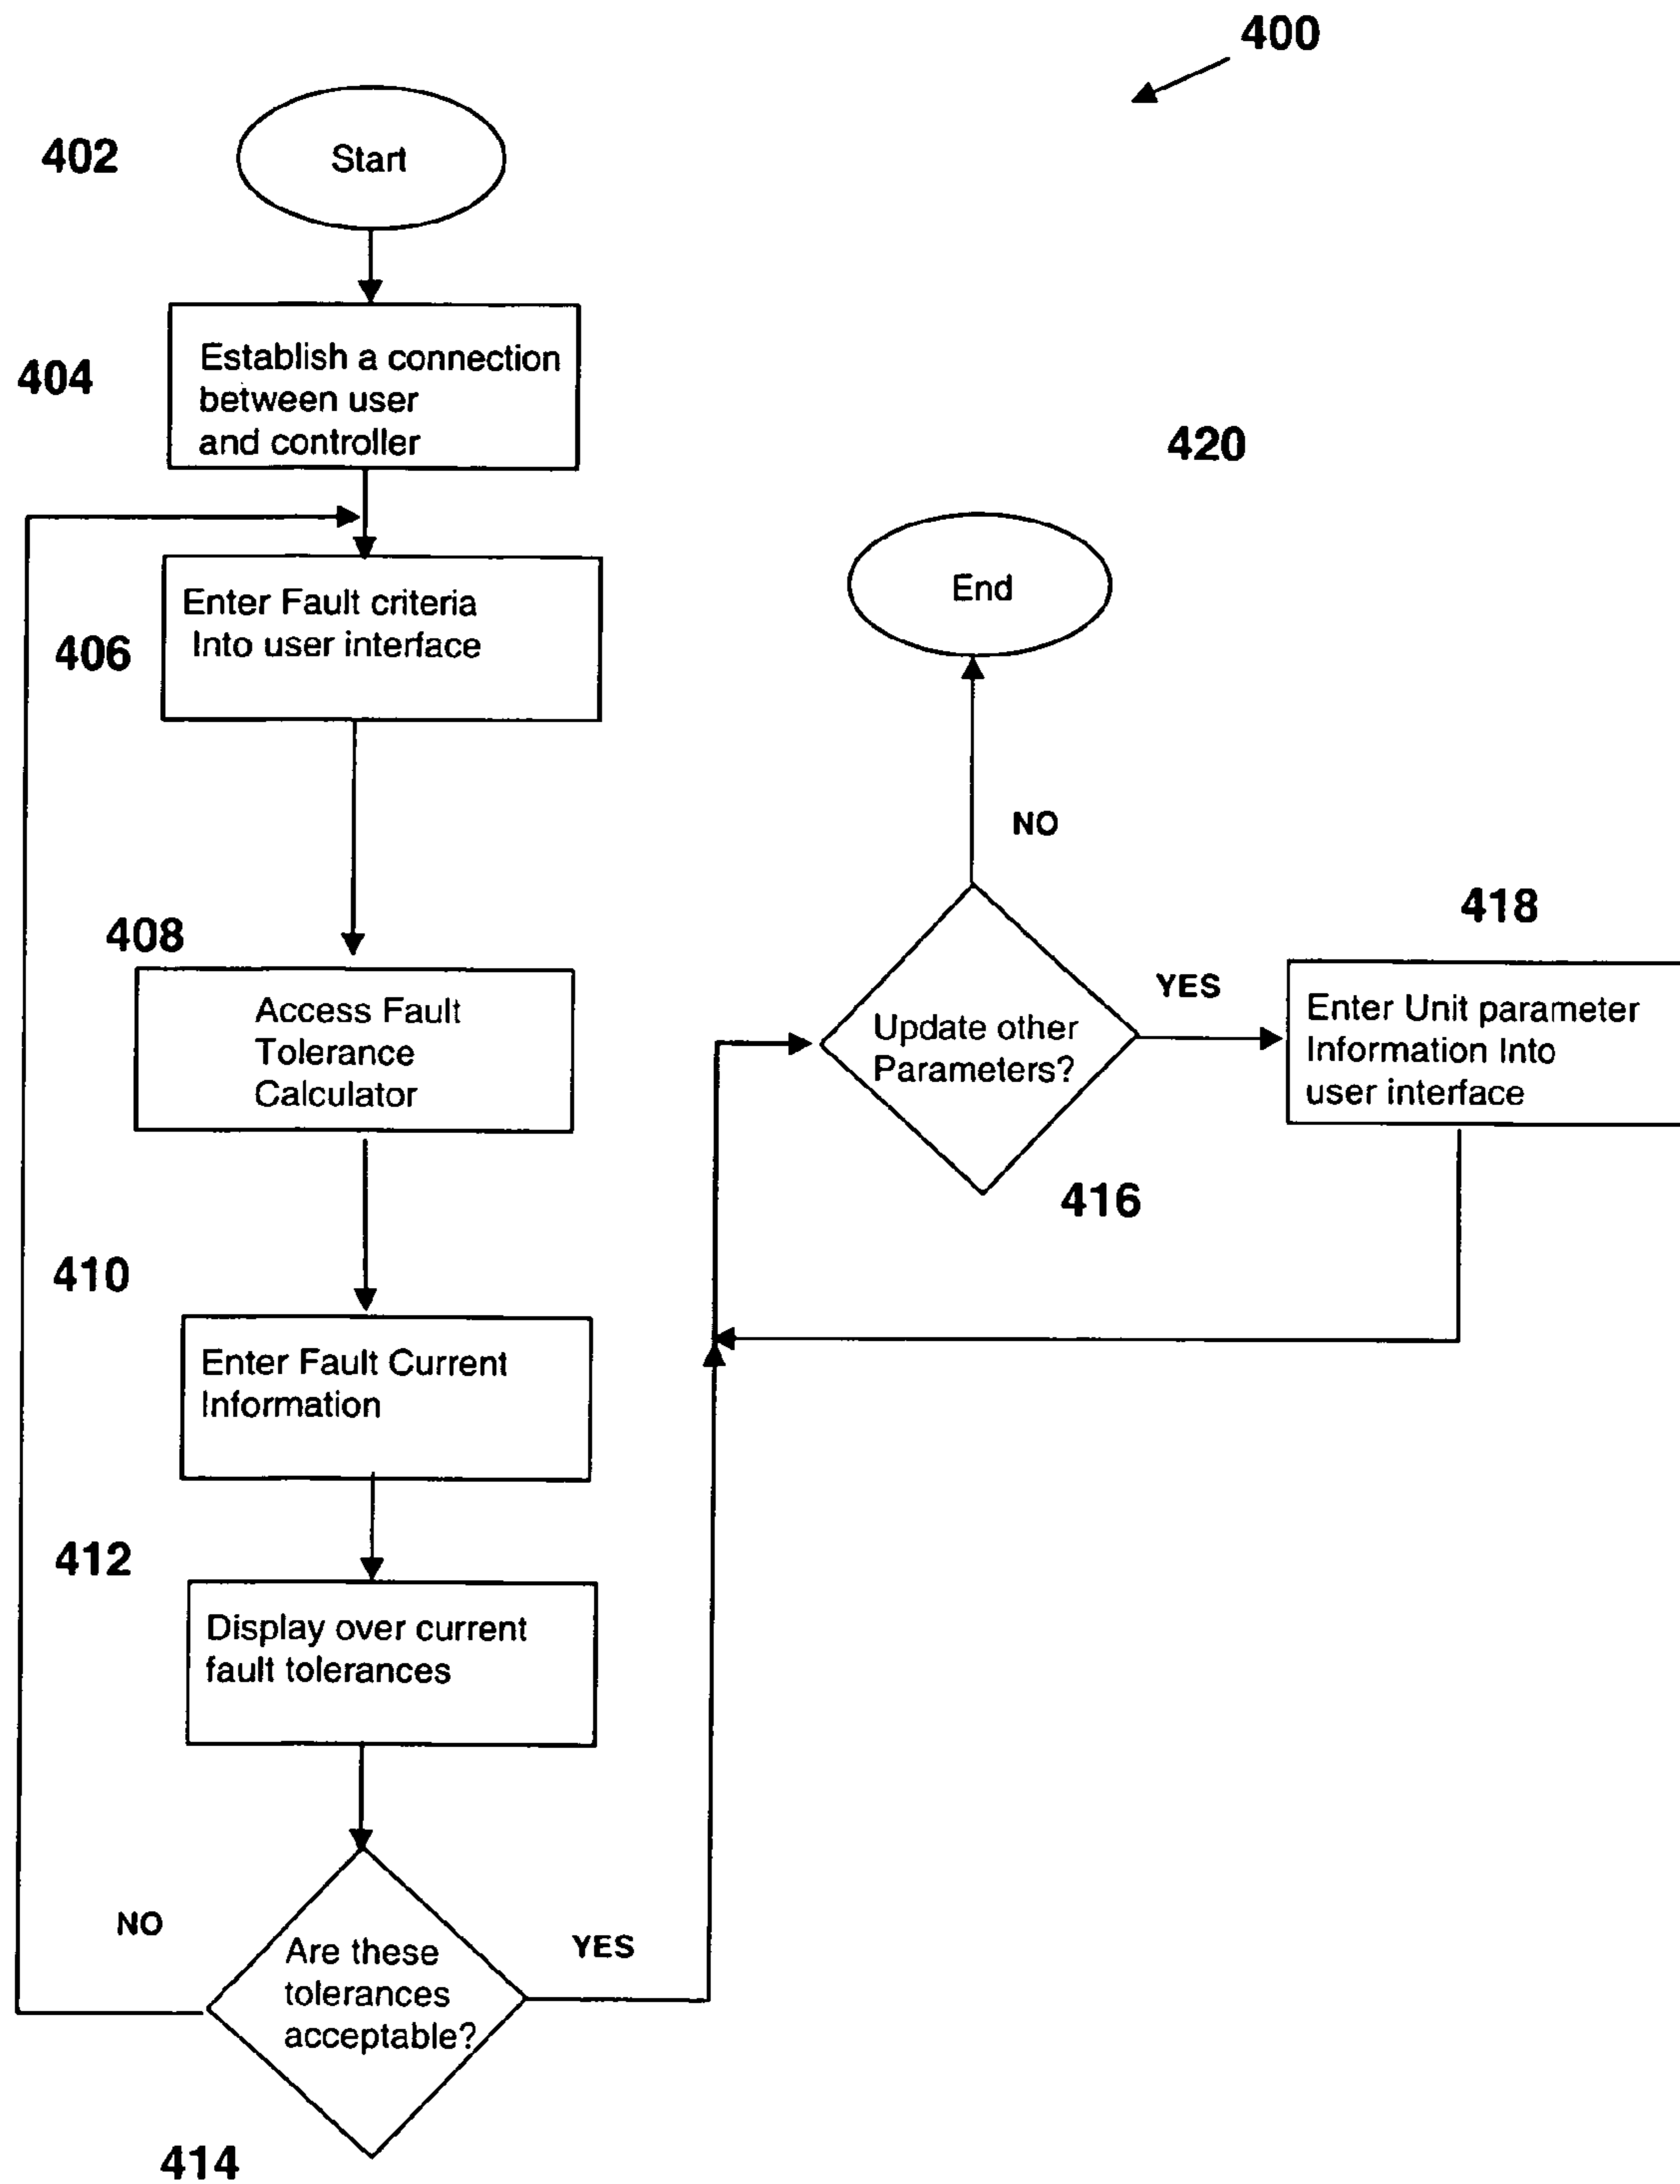 400
402
Start
404
Establish a connection
between user
and controller
406
Enter Fault criteria
Into user interface
408
Access Fault
Tolerance
Calculator
410
Enter Fault Current
Information
412
Display over current
fault tolerances
NO
Are these
tolerances
acceptable?
YES
414
420
End
NO
Update other
Parameters?
YES
416
418
Enter Unit parameter
Information Into
user interface